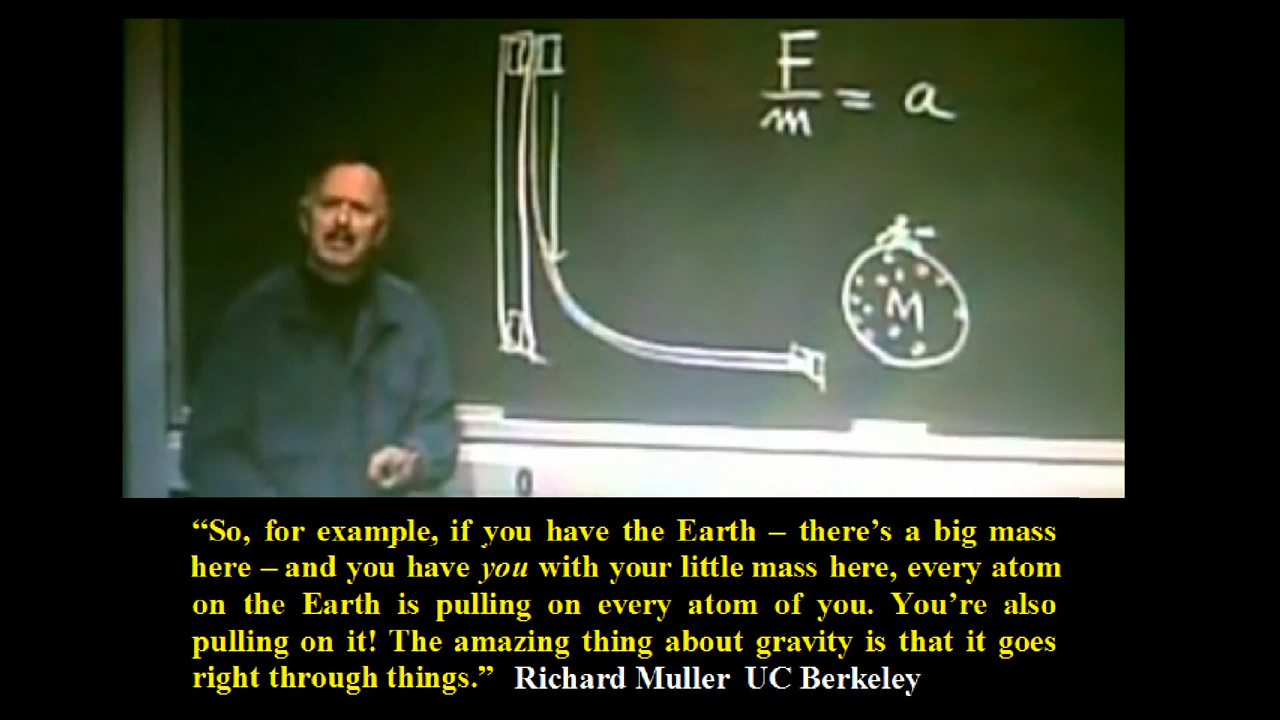 F
m = a
M
“So, for example, if you have the Earth – there’s a big mass
here – and you have you with your little mass here, every atom
on the Earth is pulling on every atom of you. You’re also
pulling on it! The amazing thing about gravity is that it goes
right through things.” Richard Muller UC Berkeley